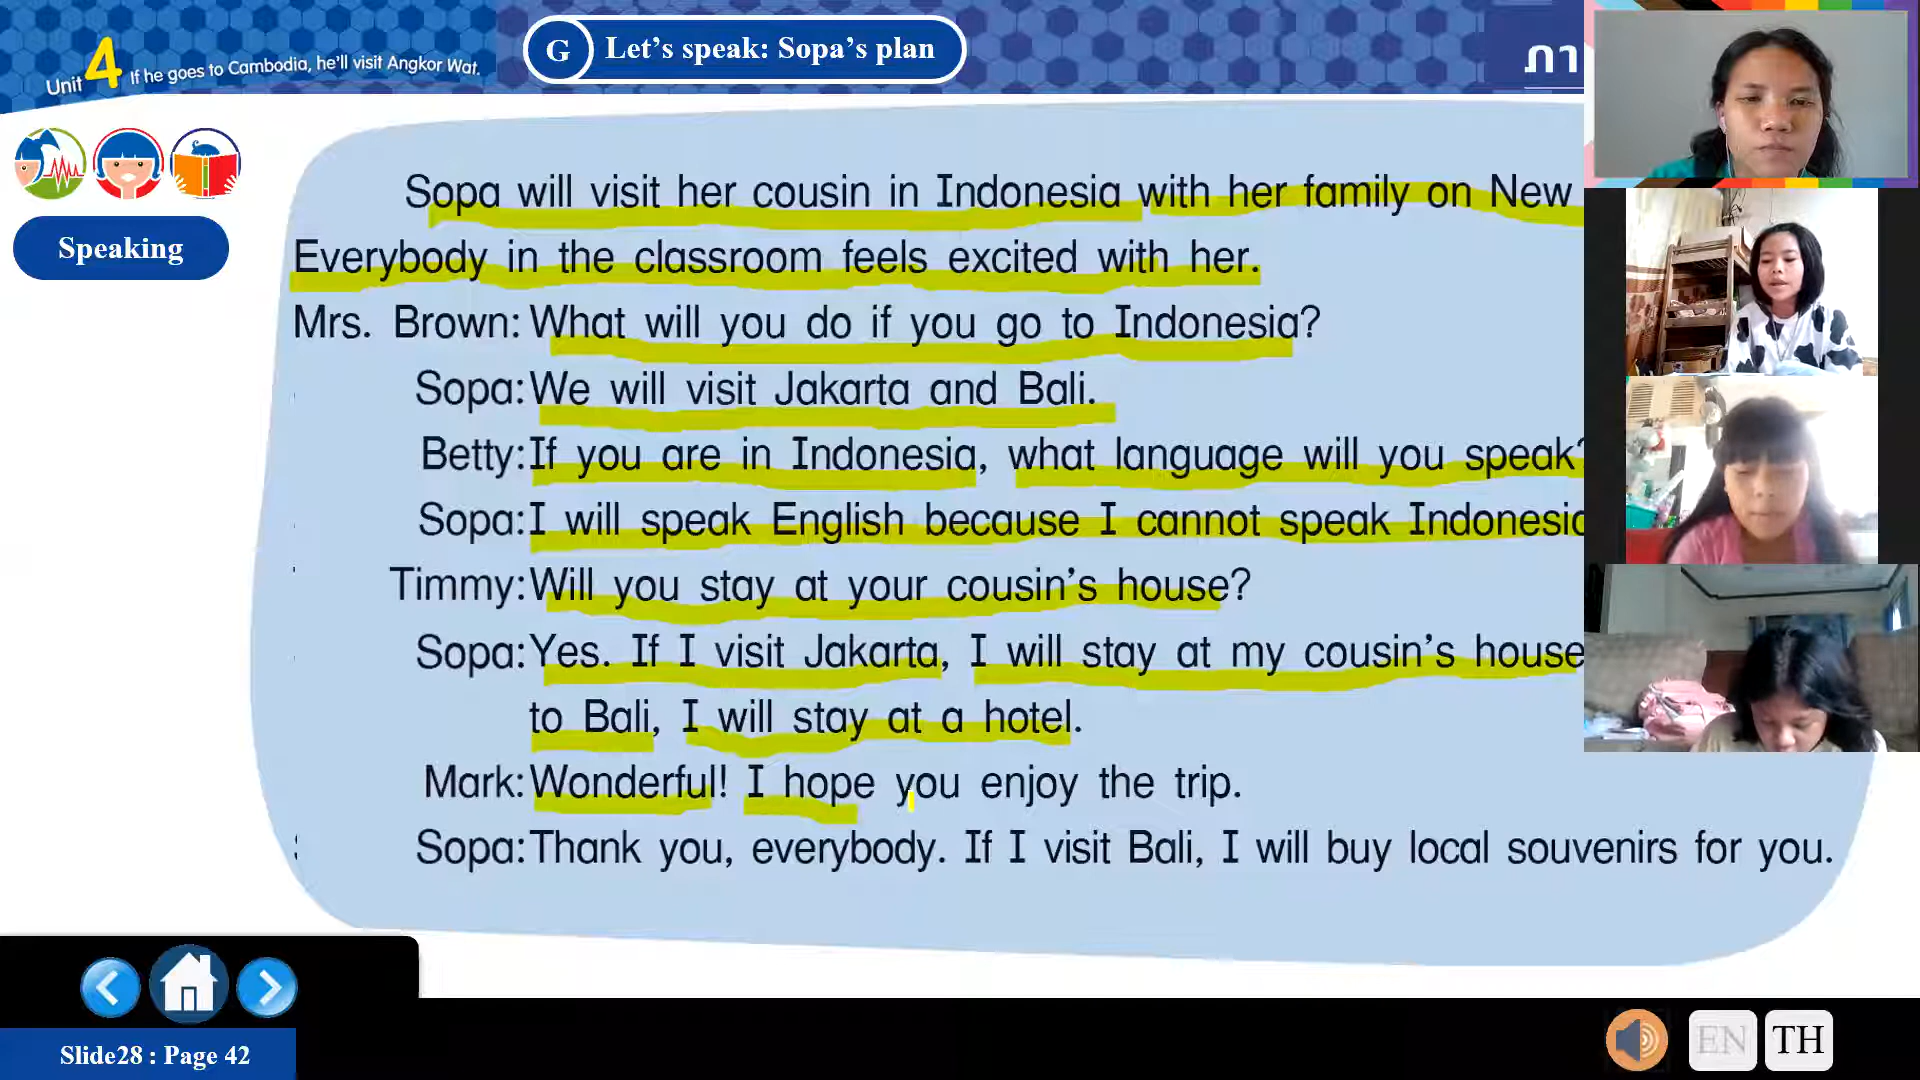 Unit 4 If he goes to Cambodia, he'll visit Angkor Wat.
G Let's speak: Sopa's plan
ภา
Speaking
Sopa will visit her cousin in Indonesia with her family on New
Everybody in the classroom feels excited with her.
Mrs. Brown: What will you do if you go to Indonesia?
Sopa: We will visit Jakarta and Bali.
Betty: If you are in Indonesia, what language will you speak?
Sopa: I will speak English because I cannot speak
Timmy: Will you stay at your cousin's house?
Sopa: Yes. If I visit Jakarta, I will stay at my cousin's house
to Bali, I will stay at a hotel.
Mark: Wonderful! I hope you enjoy the trip.
Sopa: Thank you, everybody. If I visit Bali, I will buy local souvenirs for you.
Slide28 : Page 42
EN TH